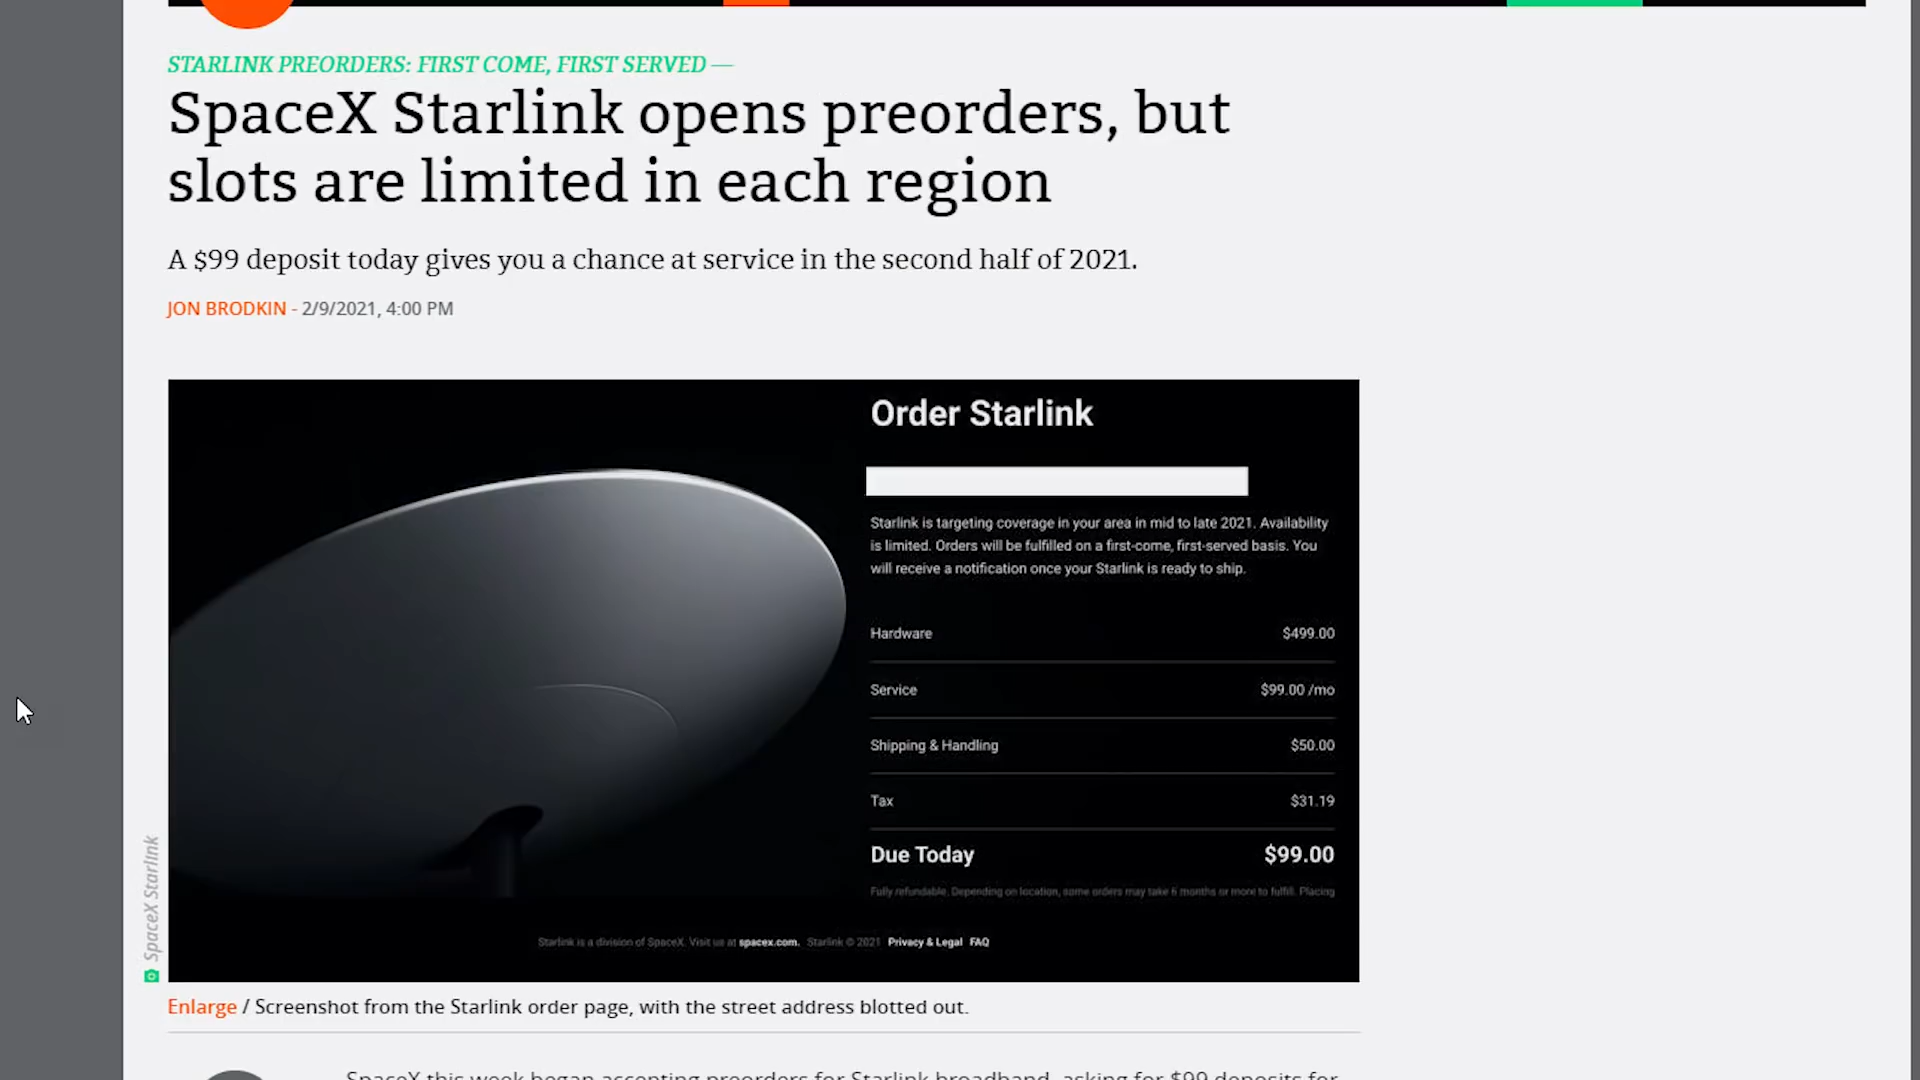 STARLINK PREORDERS: FIRST COME, FIRST SERVED —
SpaceX Starlink opens preorders, but
slots are limited in each region
A $99 deposit today gives you a chance at service in the second half of 2021.
JON BRODKIN - 2/9/2021, 4:00 PM
Order Starlink
Starlink is targeting coverage in your area in mid to late 2021. Availability
is limited. Orders will be fulfilled on a first-come, first-served basis. You
will receive a notification once your Starlink is ready to ship.
Hardware $499.00
Service $99.00 /mo
Shipping & Handling $50.00
Tax $31.19
Due Today $99.00
Fully refundable. Depending on location, some orders may take 6 months or more to fulfill. Placing
Starlink is a division of SpaceX. Visit us at spacex.com. Starlink © 2021 Privacy & Legal FAQ
SpaceX Starlink
Enlarge / Screenshot from the Starlink order page, with the street address blotted out.
SpaceX this week began accepting preorders for Starlink broadband, asking for $99 deposits for